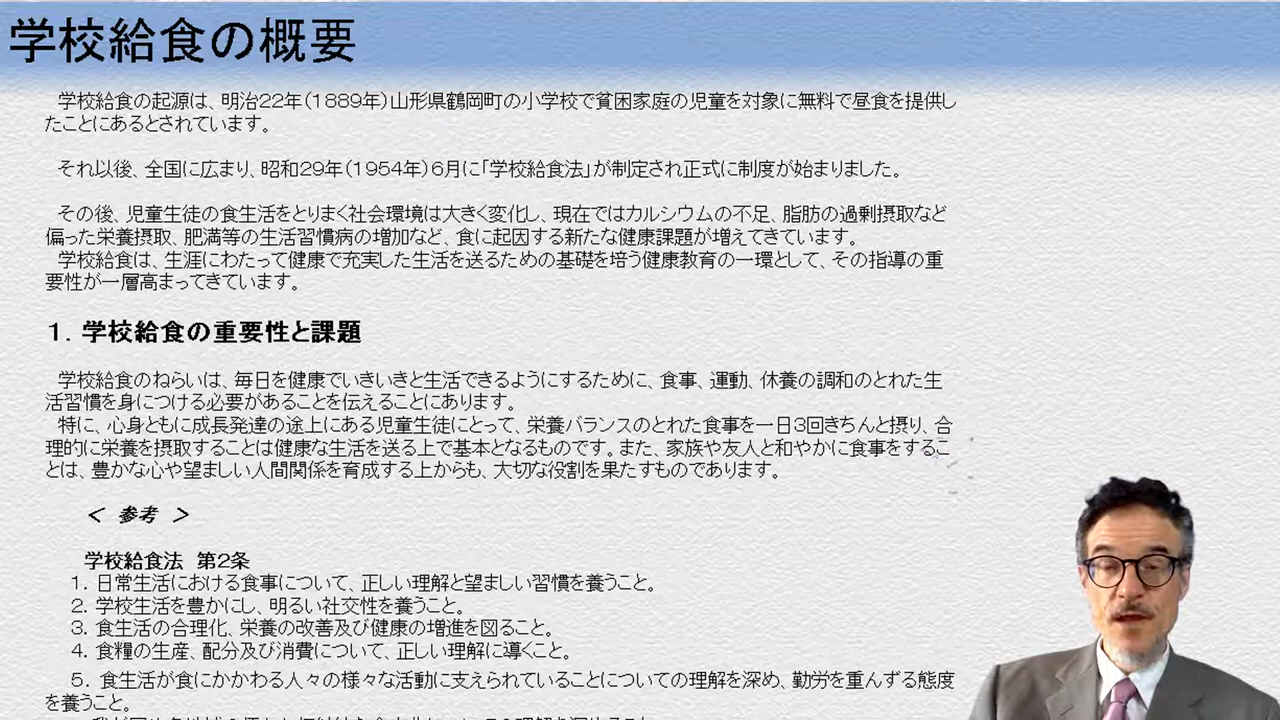 学校給食の概要
学校給食の起源は、明治22年（1889年）山形県鶴岡町の小学校で貧困家庭の児童を対象に無料で昼食を提供し
たことにあるとされています。
それ以後、全国に広まり、昭和29年（1954年）6月に「学校給食法」が制定され正式に制度が始まりました。
その後、児童生徒の食生活をとりまく社会環境は大きく変化し、現在ではカルシウムの不足、脂肪の過剰摂取など
偏った栄養摂取、肥満等の生活習慣病の増加など、食に起因する新たな健康課題が増えてきています。
学校給食は、生涯にわたって健康で充実した生活を送るための基礎を培う健康教育の一環として、その指導の重
要性が一層高まってきています。
１．学校給食の重要性と課題
学校給食のねらいは、毎日を健康でいきいきと生活できるようにするために、食事、運動、休養の調和のとれた生
活習慣を身につける必要があることを伝えることにあります。
特に、心身ともに成長発達の途上にある児童生徒にとって、栄養バランスのとれた食事を一日3回きちんと摂り、合
理的に栄養を摂取することは健康な生活を送る上で基本となるものです。また、家族や友人と和やかに食事をするこ
とは、豊かな心や望ましい人間関係を育成する上からも、大切な役割を果たすものであります。
＜ 参考 ＞
学校給食法 第2条
1. 日常生活における食事について、正しい理解と望ましい習慣を養うこと。
2. 学校生活を豊かにし、明るい社交性を養うこと。
3. 食生活の合理化、栄養の改善及び健康の増進を図ること。
4. 食糧の生産、配分及び消費について、正しい理解に導くこと。
5. 食生活が食にかかわる人々の様々な活動に支えられていることについての理解を深め、勤労を重んずる態度
を養うこと。